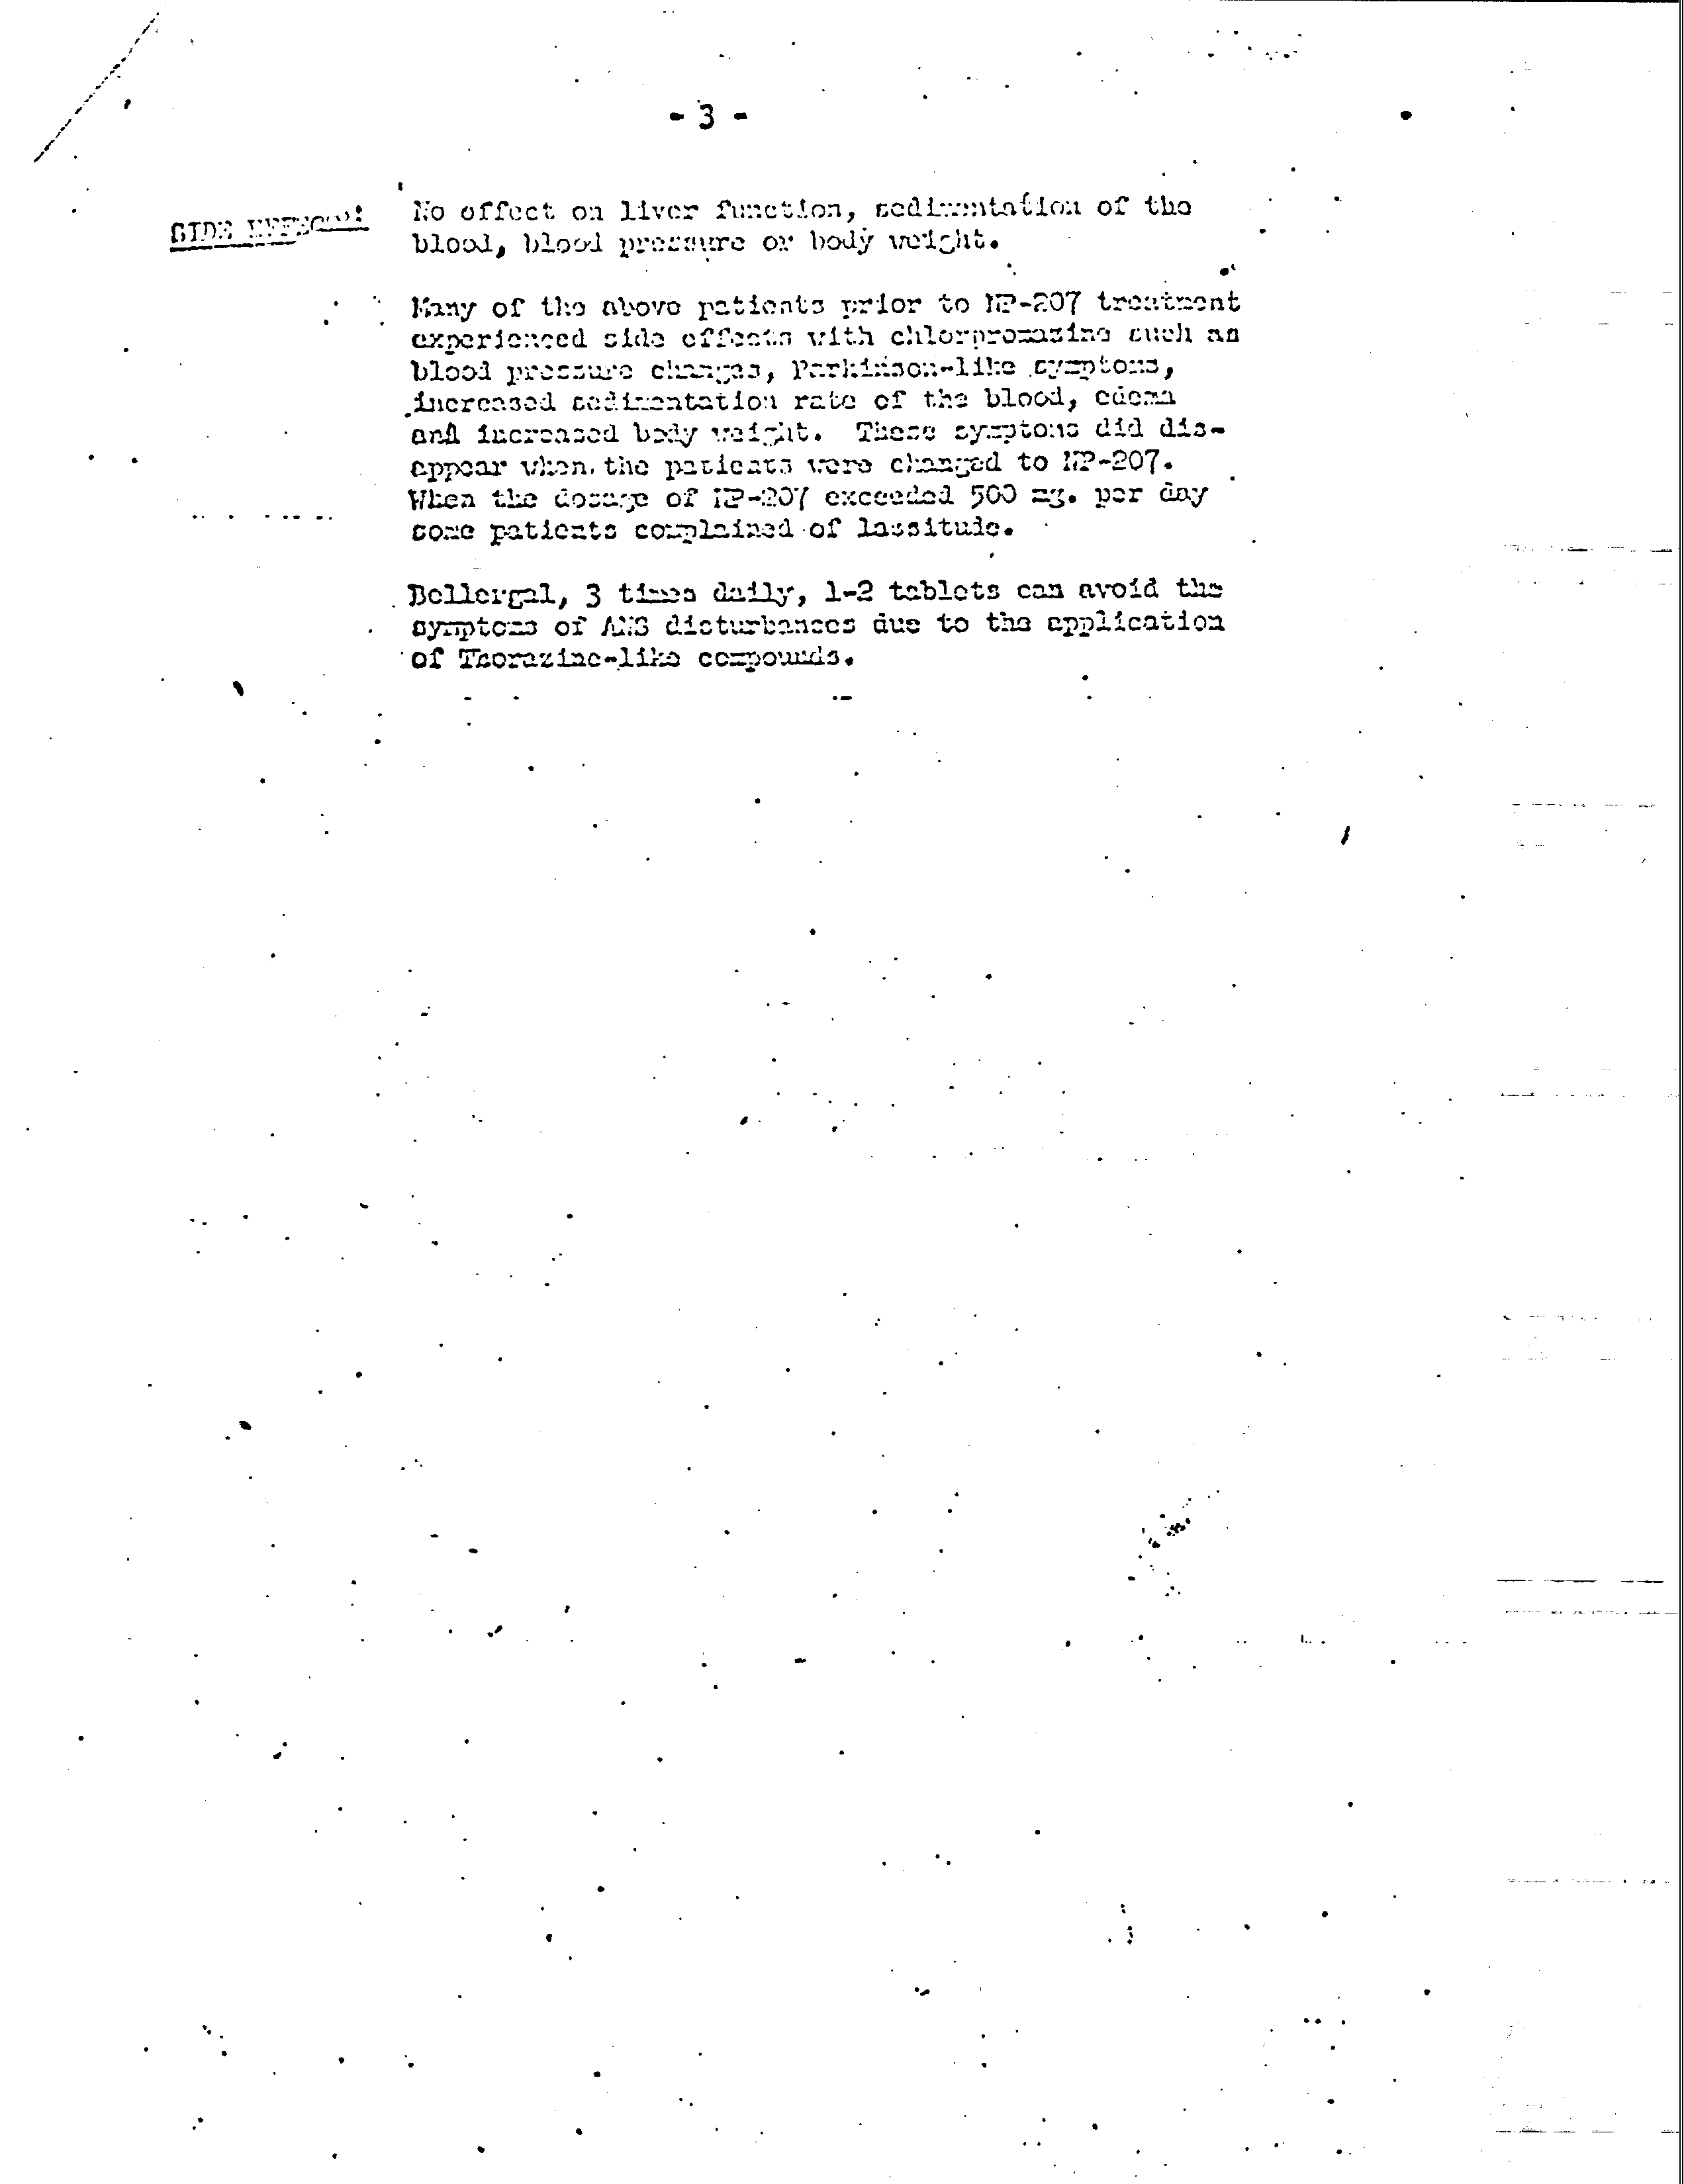 - 3 -
SIDE EFFECTS: No effect on liver function, sedimentation of the
blood, blood pressure or body weight.
Many of the above patients prior to NP-207 treatment
experienced side effects with chlorpromazine such as
blood pressure changes, Parkinson-like symptoms,
increased sedimentation rate of the blood, edema
and increased body weight. These symptoms did dis-
appear when the patients were changed to NP-207.
When the dosage of NP-207 exceeded 500 mg. per day
some patients complained of lassitude.
Bellergal, 3 times daily, 1-2 tablets can avoid the
symptoms of ANS disturbances due to the application
of Thorazine-like compounds.